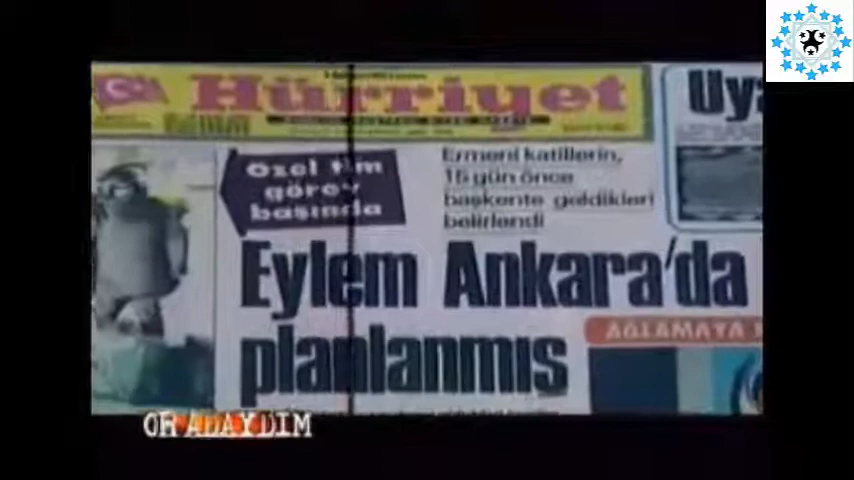 Hürriyet
Uya
Özel tim
görev
başında
Ermeni katillerin,
15 gün önce
başkente geldikleri
belirlendi
Eylem Ankara'da
planlanmış
AĞLAMAYA
ORADAYDIM